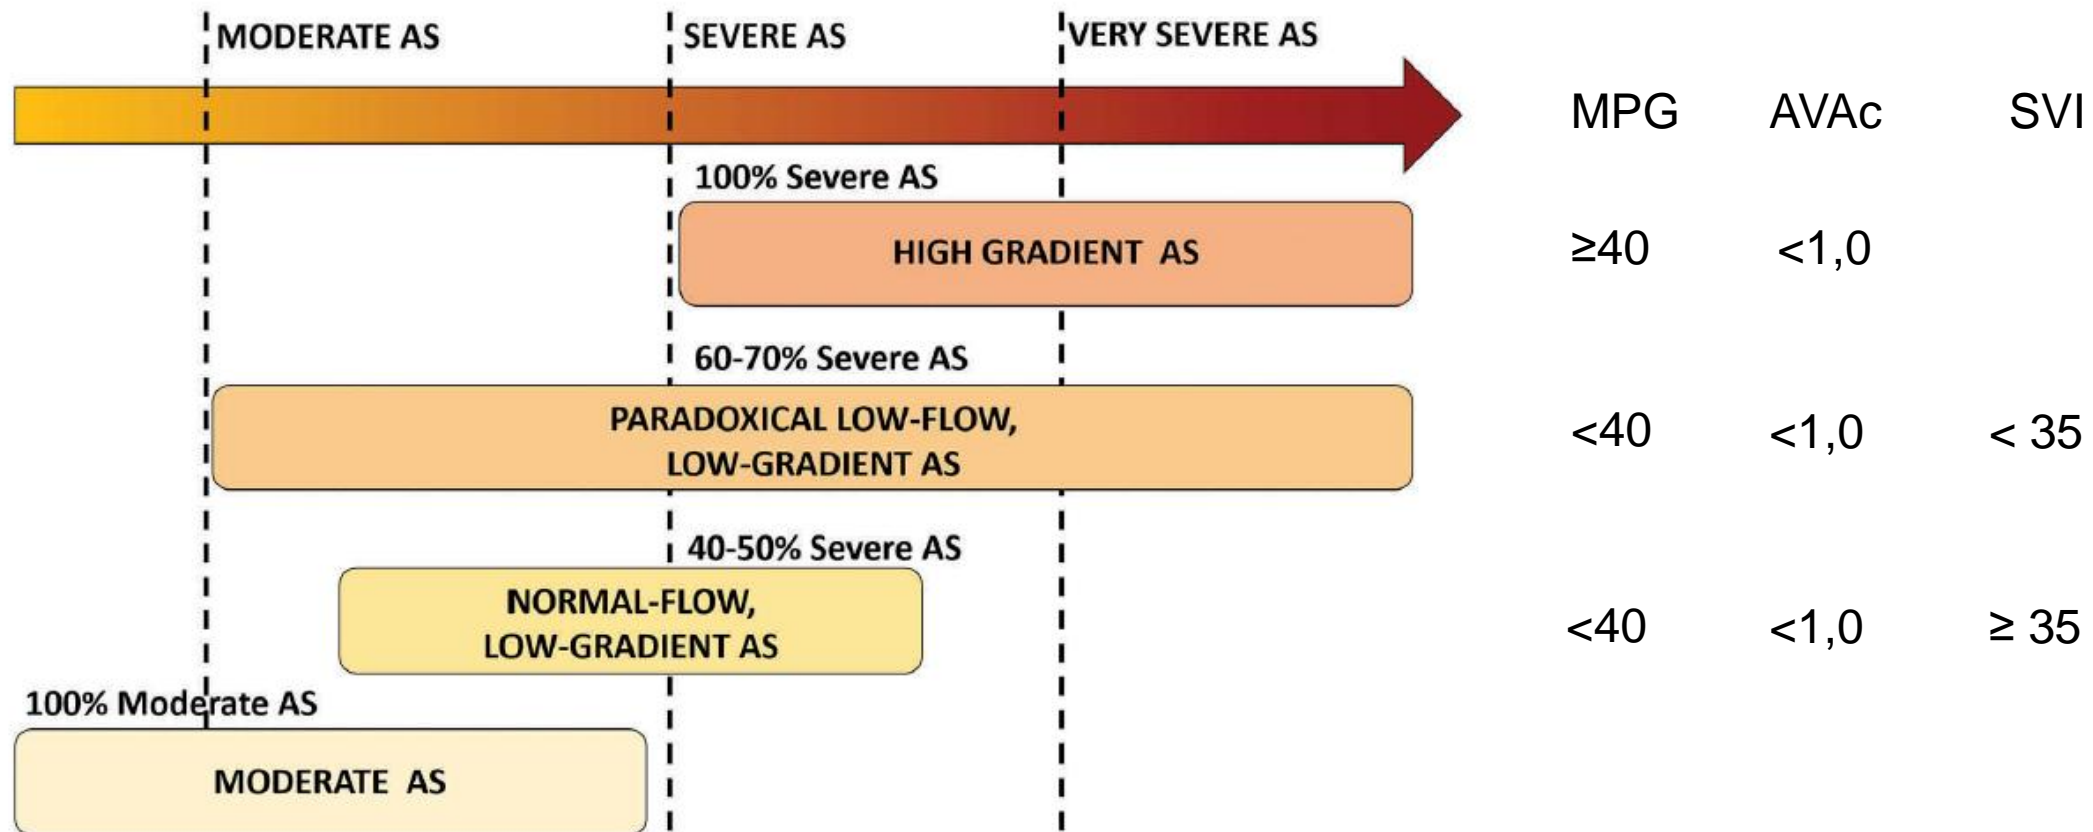 MODERATE AS
SEVERE AS
VERY SEVERE AS
MPG AVAc SVI
100% Severe AS
HIGH GRADIENT AS
≥40 <1,0
60-70% Severe AS
PARADOXICAL LOW-FLOW,
LOW-GRADIENT AS
<40 <1,0 < 35
40-50% Severe AS
NORMAL-FLOW,
LOW-GRADIENT AS
<40 <1,0 ≥ 35
100% Moderate AS
MODERATE AS